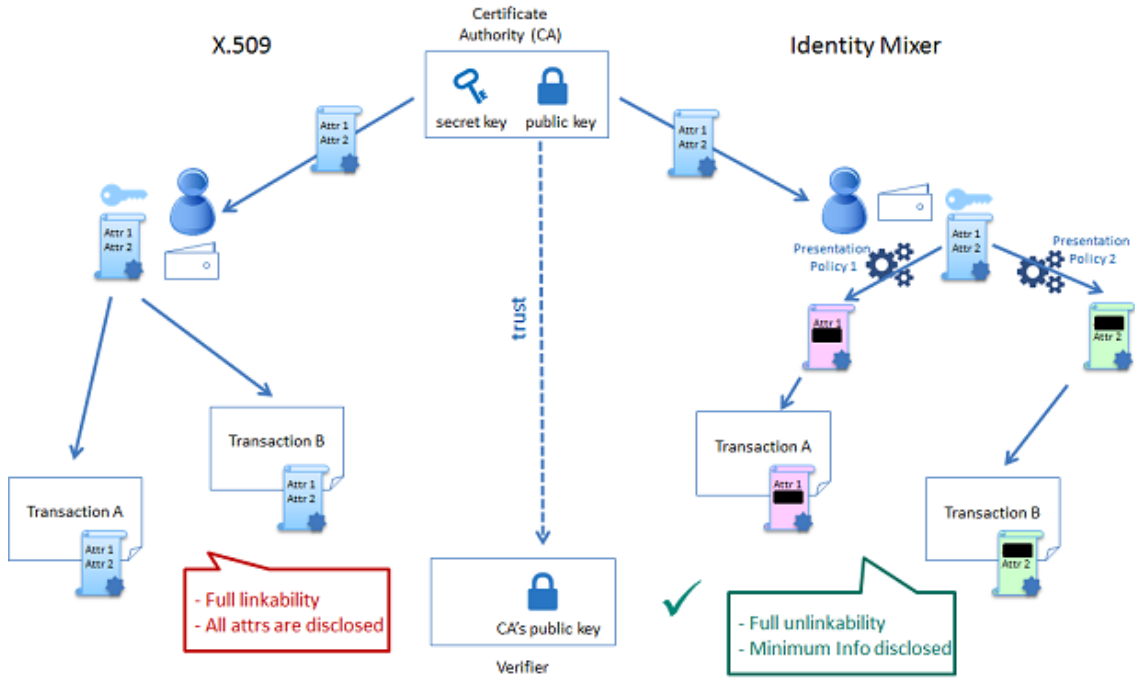 Certificate
Authority (CA)
X.509
Identity Mixer
secret key
public key
Attr 1
Attr 2
Attr 1
Attr 2
Attr 1
Attr 2
Attr 1
Attr 2
Presentation
Policy 1
Presentation
Policy 2
trust
Attr 1
Attr 2
Transaction A
Attr 1
Transaction B
Attr 1
Attr 2
Transaction A
Attr 1
Attr 2
Transaction B
Attr 2
- Full linkability
- All attrs are disclosed
CA's public key
Verifier
- Full unlinkability
- Minimum Info disclosed